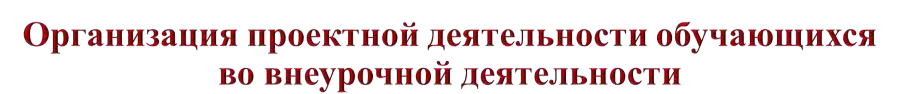 Организация проектной деятельности обучающихся
во внеурочной деятельности